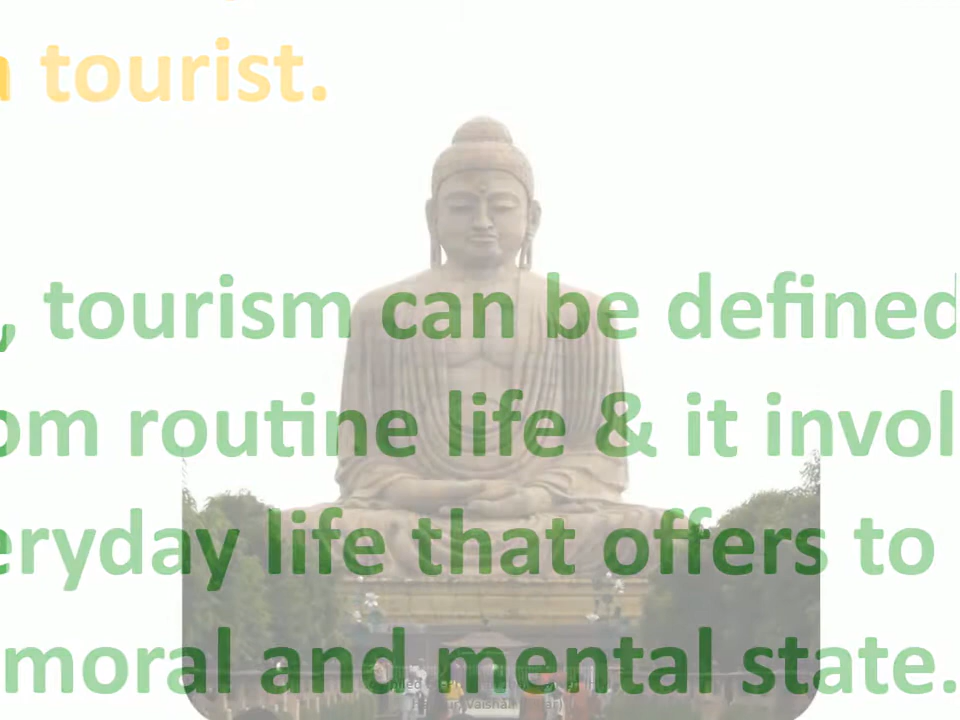 tourist.
, tourism can be defined
om routine life & it invol
eryday life that offers to
moral and mental state.